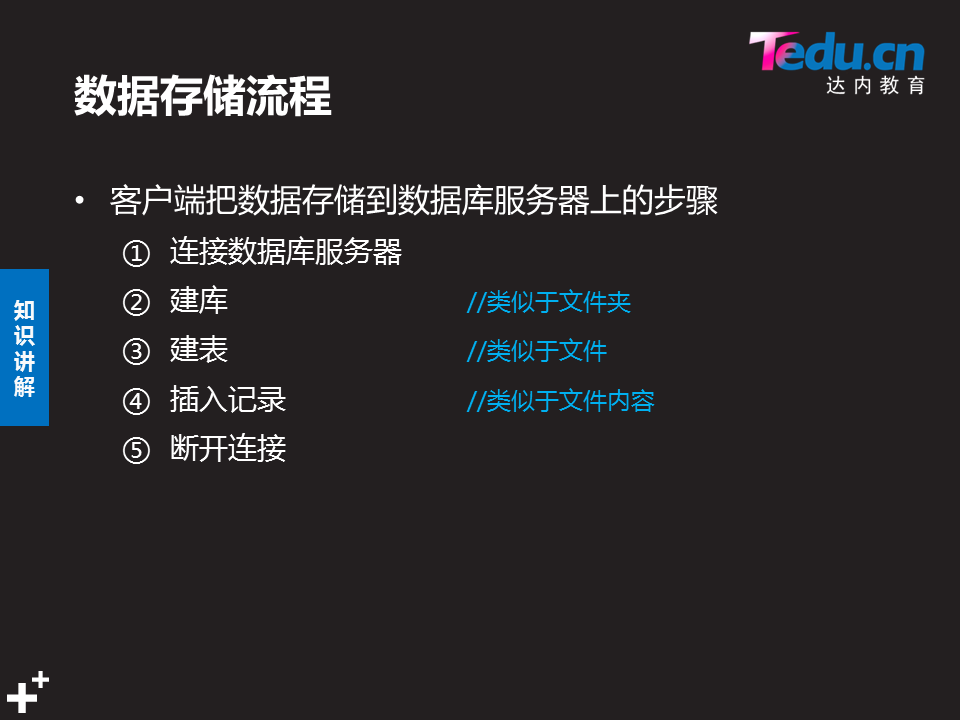 Tedu.cn
达内教育
数据存储流程
• 客户端把数据存储到数据库服务器上的步骤
① 连接数据库服务器
② 建库 //类似于文件夹
③ 建表 //类似于文件
④ 插入记录 //类似于文件内容
⑤ 断开连接
知识讲解